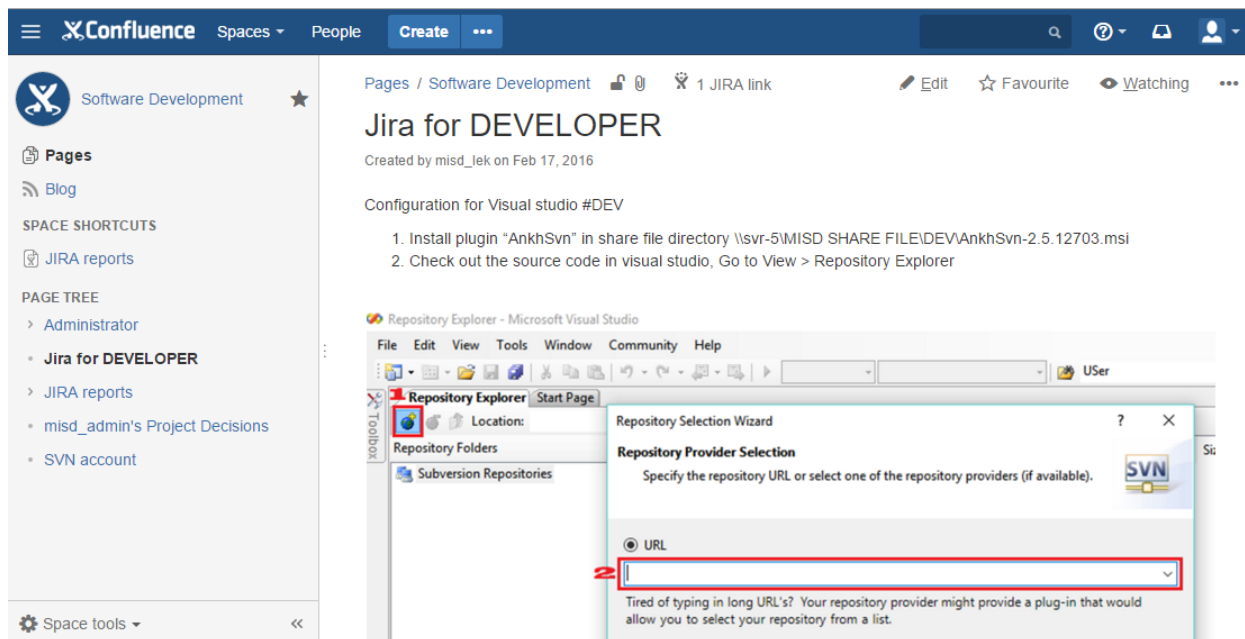 Confluence Spaces People Create
Software Development
Pages
Blog
SPACE SHORTCUTS
JIRA reports
PAGE TREE
Administrator
Jira for DEVELOPER
JIRA reports
misd_admin's Project Decisions
SVN account
Space tools
Pages / Software Development 1 JIRA link Edit Favourite Watching
Jira for DEVELOPER
Created by misd_lek on Feb 17, 2016
Configuration for Visual studio #DEV
1. Install plugin “AnkhSvn” in share file directory \\svr-5\MISD SHARE FILE\DEV\AnkhSvn-2.5.12703.msi
2. Check out the source code in visual studio, Go to View > Repository Explorer
Repository Explorer - Microsoft Visual Studio
File Edit View Tools Window Community Help
USer
1 Repository Explorer Start Page
Toolbox
Location:
Repository Folders
Subversion Repositories
Repository Selection Wizard ? 
Repository Provider Selection
Specify the repository URL or select one of the repository providers (if available).
SVN
URL
2
Tired of typing in long URL's? Your repository provider might provide a plug-in that would
allow you to select your repository from a list.